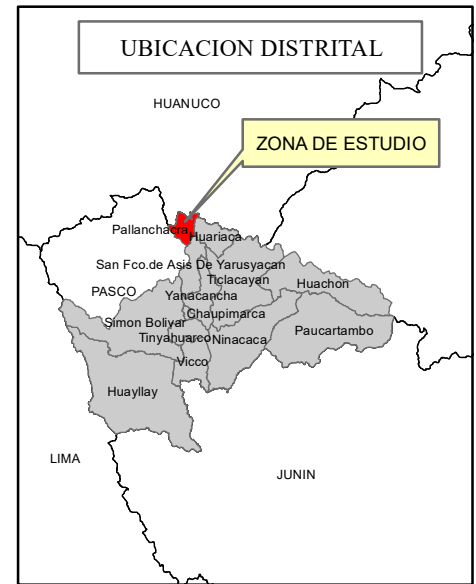 UBICACION DISTRITAL
HUANUCO
ZONA DE ESTUDIO
Pallanchacra
Huariaca
San Fco.de Asis De Yarusyacan
Ticlacayan
Huachon
PASCO
Yanacancha
Chaupimarca
Simon Bolivar
Paucartambo
Tinyahuarco
Ninacaca
Vicco
Huayllay
LIMA
JUNIN